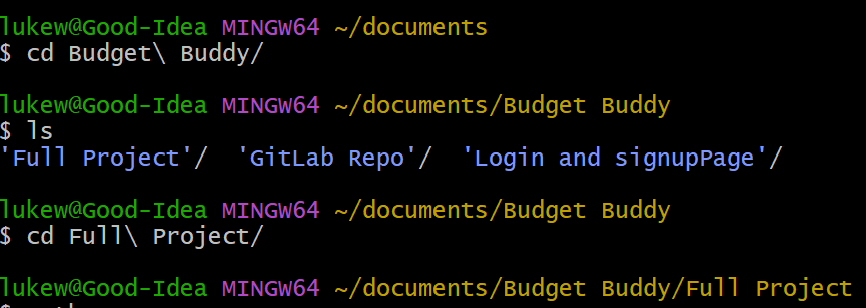 lukew@Good-Idea MINGW64 ~/documents
$ cd Budget\ Buddy/
lukew@Good-Idea MINGW64 ~/documents/Budget Buddy
$ ls
'Full Project'/  'GitLab Repo'/  'Login and signupPage'/
lukew@Good-Idea MINGW64 ~/documents/Budget Buddy
$ cd Full\ Project/
lukew@Good-Idea MINGW64 ~/documents/Budget Buddy/Full Project